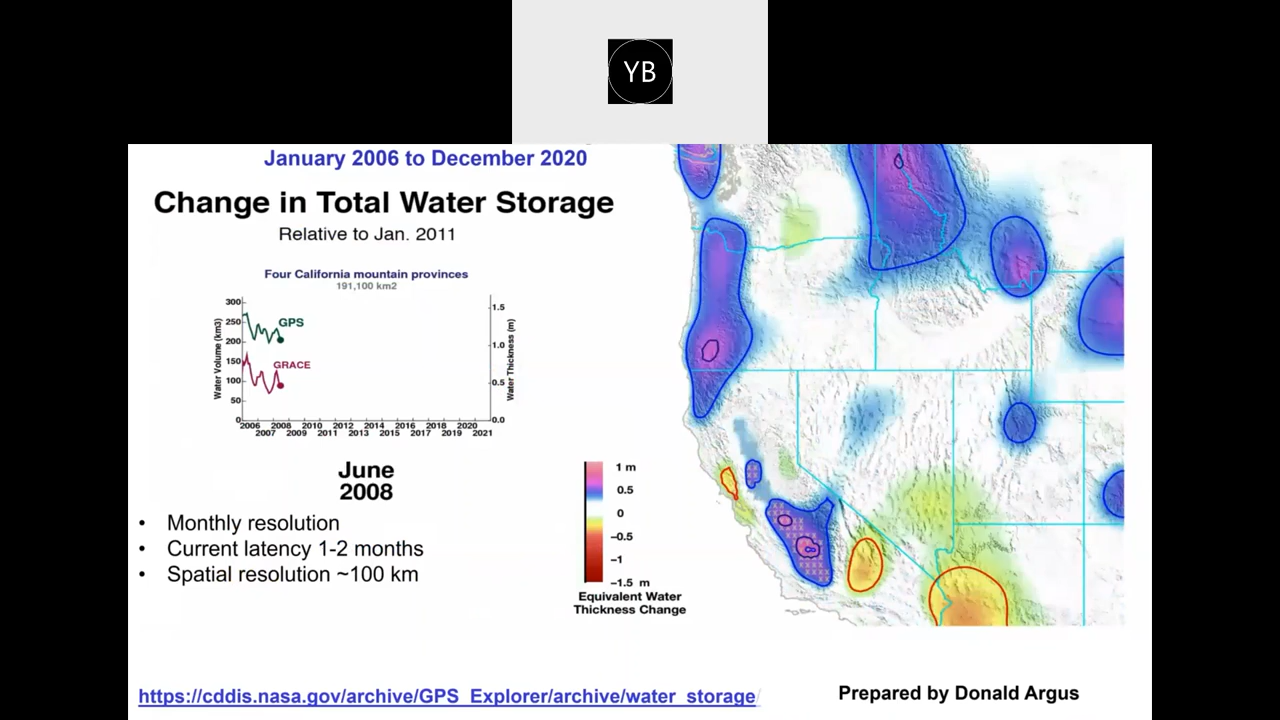 YB
January 2006 to December 2020
Change in Total Water Storage
Relative to Jan. 2011
Four California mountain provinces
191,100 km2
300
250
200
150
100
50
0
Water Volume (km3)
GPS
GRACE
1.5
1.0
0.5
0.0
Water Thickness (m)
2006 2008 2010 2012 2014 2016 2018 2020
2007 2009 2011 2013 2015 2017 2019 2021
June
2008
• Monthly resolution
• Current latency 1-2 months
• Spatial resolution ~100 km
1 m
0.5
0
−0.5
−1
−1.5 m
Equivalent Water
Thickness Change
https://cddis.nasa.gov/archive/GPS_Explorer/archive/water_storage/
Prepared by Donald Argus